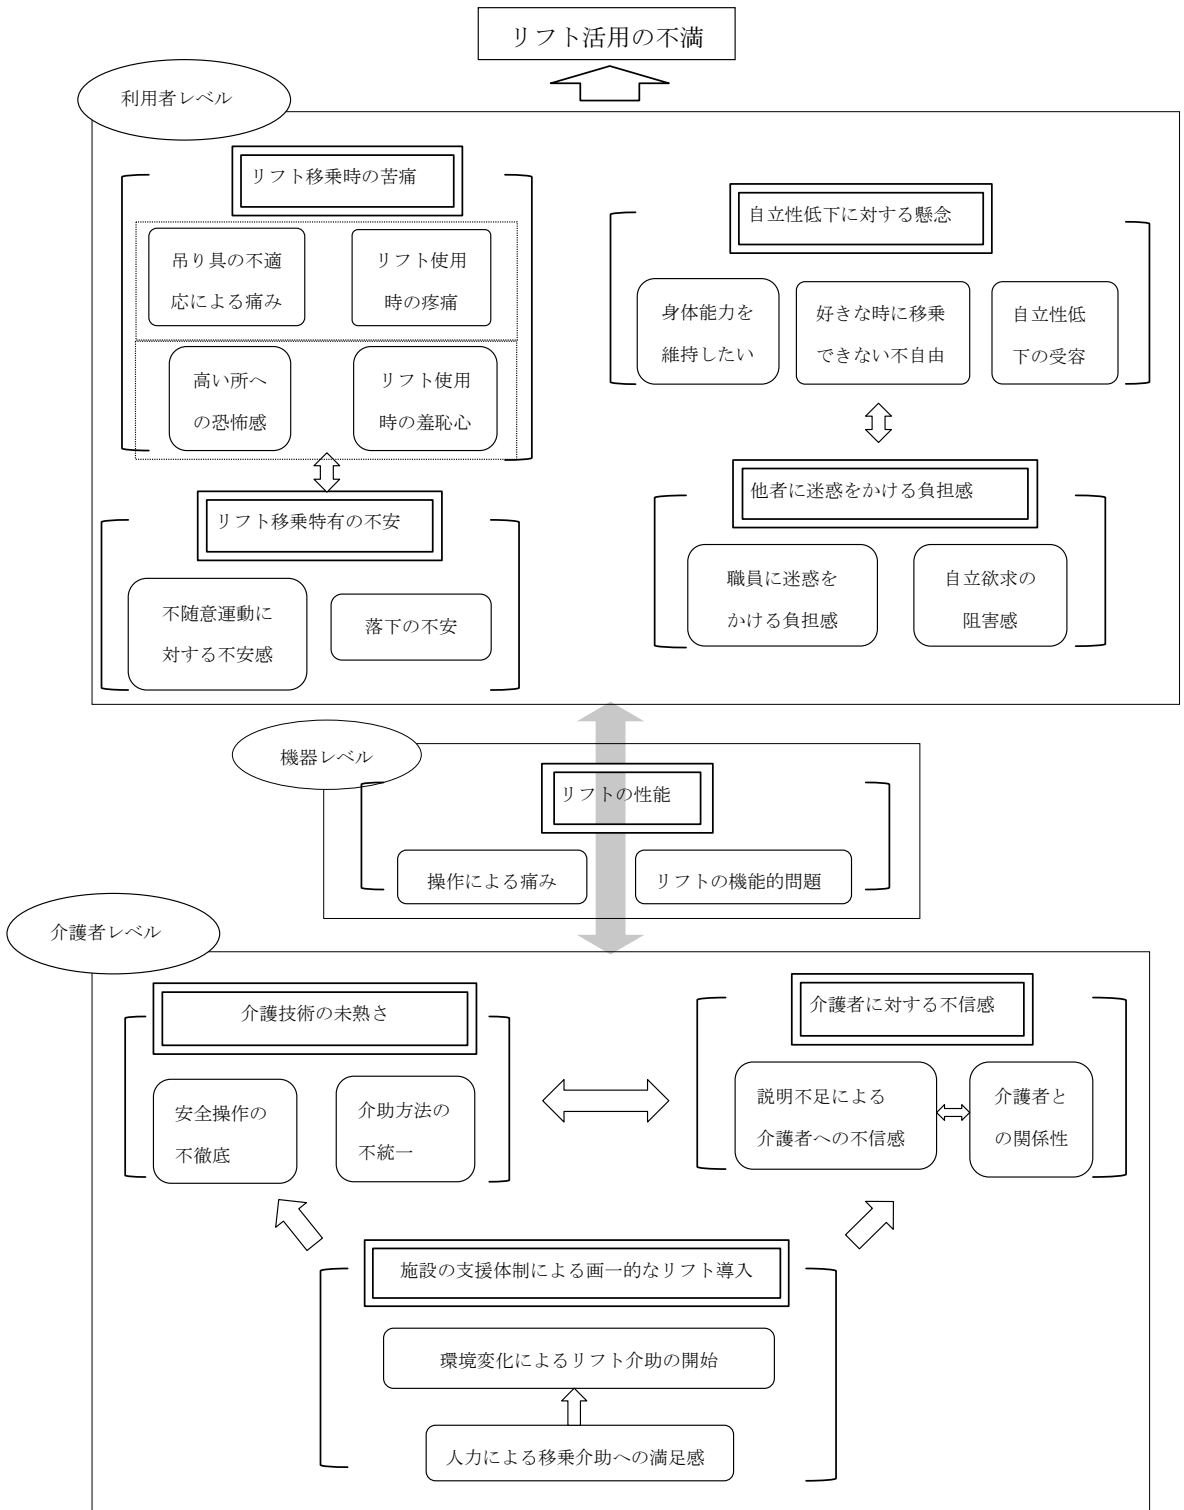 リフト活用の不満
利用者レベル
リフト移乗時の苦痛
吊り具の不適
応による痛み
リフト使用
時の疼痛
高い所へ
の恐怖感
リフト使用
時の羞恥心
リフト移乗特有の不安
不随意運動に
対する不安感
落下の不安
自立性低下に対する懸念
身体能力を
維持したい
好きな時に移乗
できない不自由
自立性低
下の受容
他者に迷惑をかける負担感
職員に迷惑を
かける負担感
自立欲求の
阻害感
機器レベル
リフトの性能
操作による痛み
リフトの機能的問題
介護者レベル
介護技術の未熟さ
安全操作の
不徹底
介助方法の
不統一
介護者に対する不信感
説明不足による
介護者への不信感
介護者と
の関係性
施設の支援体制による画一的なリフト導入
環境変化によるリフト介助の開始
人力による移乗介助への満足感